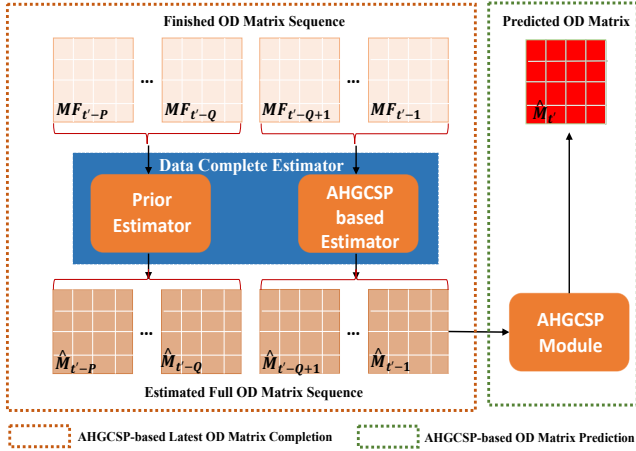 Finished OD Matrix Sequence
Predicted OD Matrix
... ...
MF_{t'-P} MF_{t'-Q} MF_{t'-Q+1} MF_{t'-1}
M̂_{t'}
Data Complete Estimator
Prior
Estimator
AHGCSP
based
Estimator
... ...
M̂_{t'-P} M̂_{t'-Q} M̂_{t'-Q+1} M̂_{t'-1}
AHGCSP
Module
Estimated Full OD Matrix Sequence
AHGCSP-based Latest OD Matrix Completion
AHGCSP-based OD Matrix Prediction